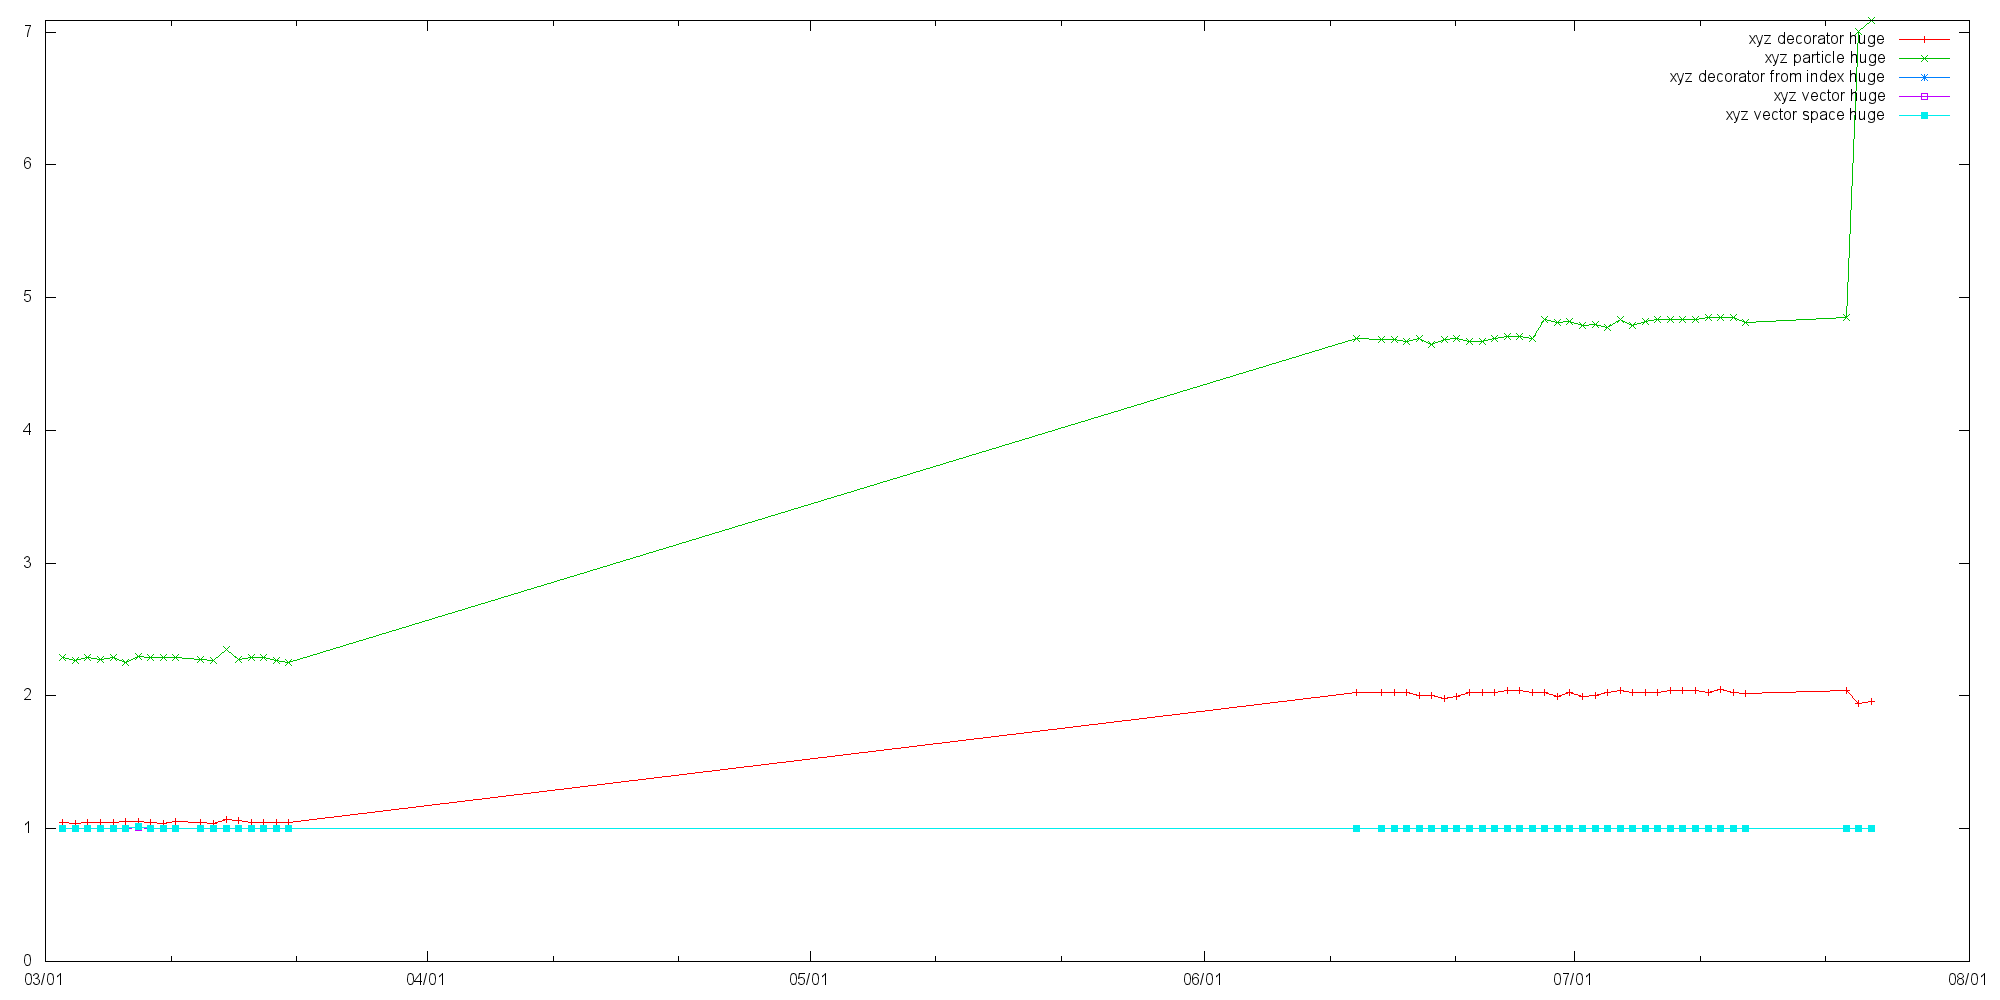 7
6
5
4
3
2
1
0
03/01 04/01 05/01 06/01 07/01 08/01
xyz decorator huge
xyz particle huge
xyz decorator from index huge
xyz vector huge
xyz vector space huge